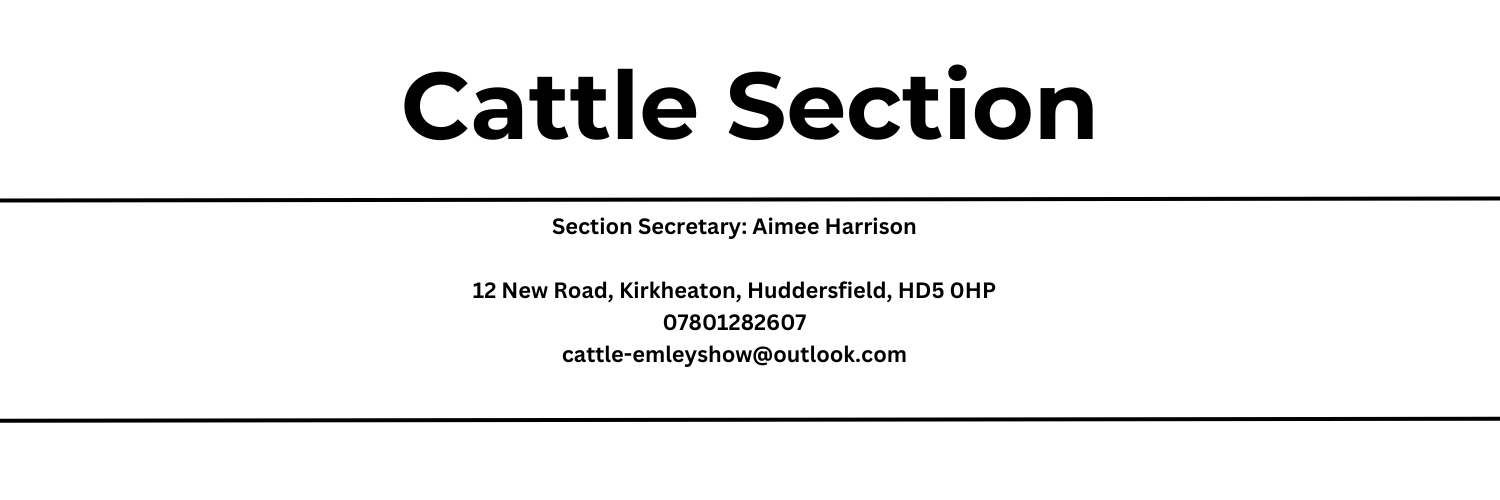 Cattle Section
Section Secretary: Aimee Harrison
12 New Road, Kirkheaton, Huddersfield, HD5 0HP
07801282607
cattle-emleyshow@outlook.com